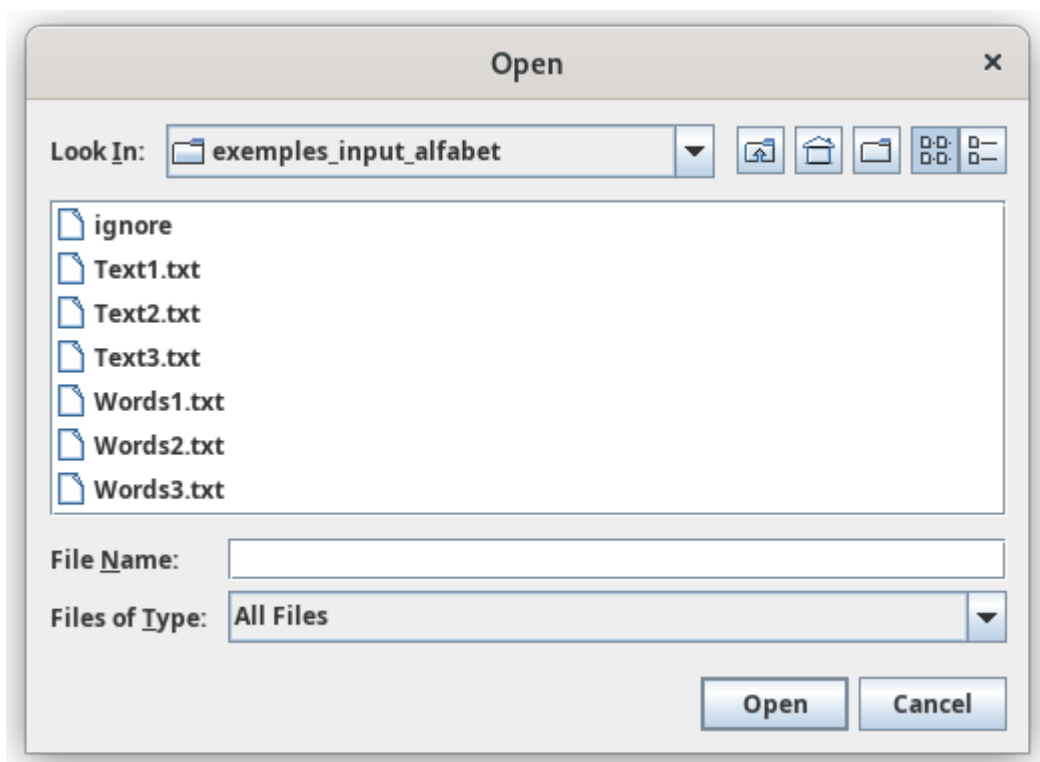 Open
Look In: exemples_input_alfabet
ignore
Text1.txt
Text2.txt
Text3.txt
Words1.txt
Words2.txt
Words3.txt
File Name:
Files of Type: All Files
Open Cancel